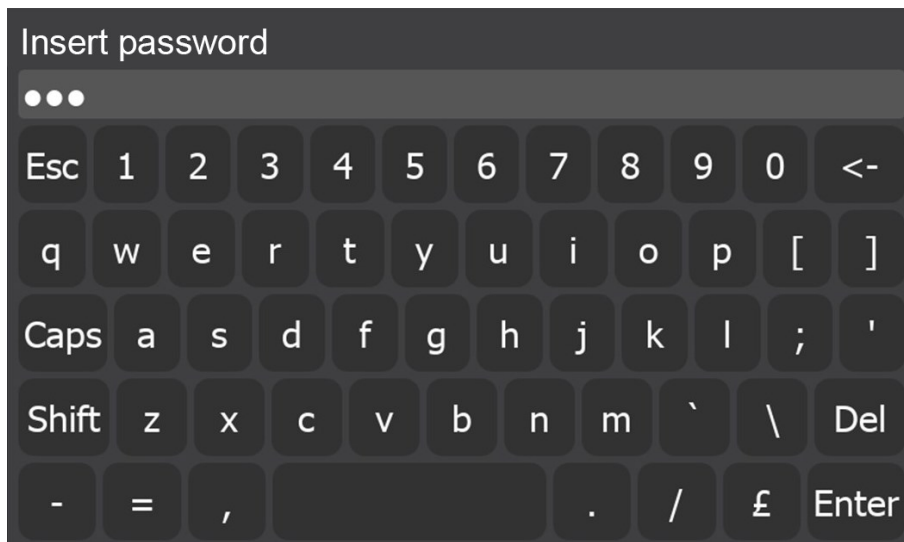 Insert password
●●●
Esc 1 2 3 4 5 6 7 8 9 0 <-
q w e r t y u i o p [ ]
Caps a s d f g h j k l ; '
Shift z x c v b n m ` \ Del
- = , . / £ Enter